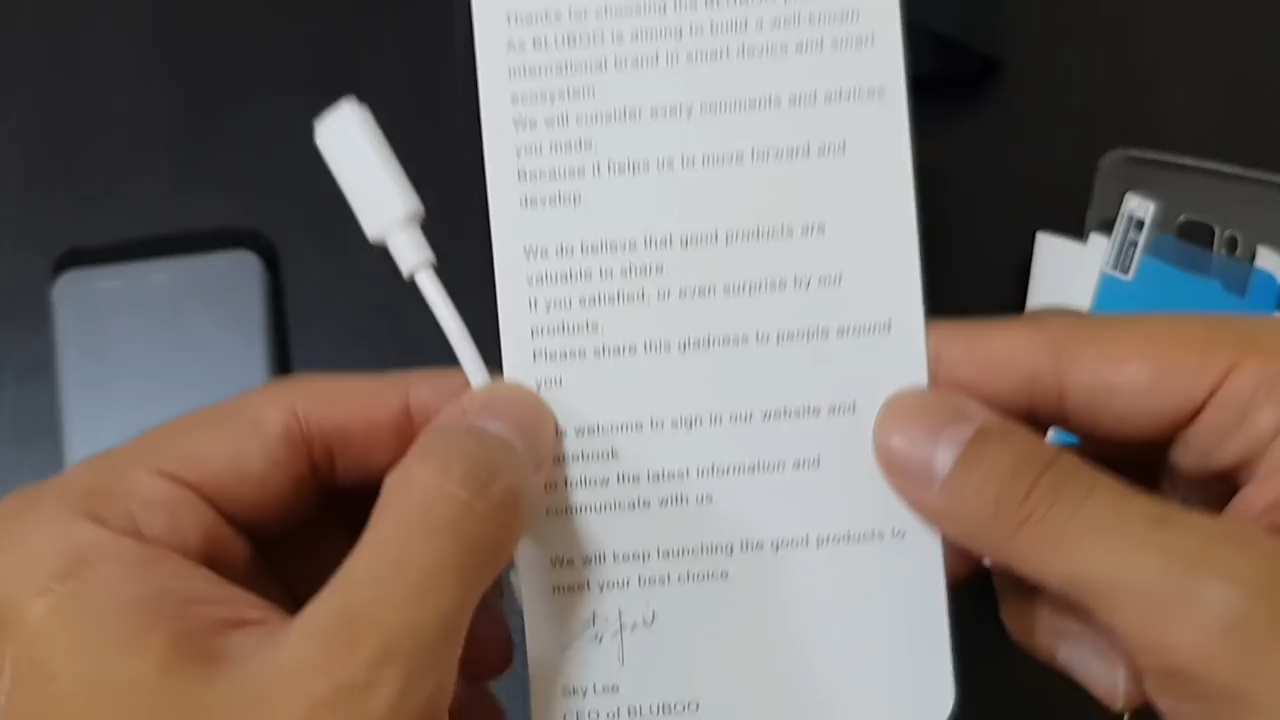 Thanks for choosing the BLUBOO
As BLUBOO is aiming to build a well-known
international brand in smart device and smart
ecosystem
We will consider every comments and advices
you made,
Because it helps us to move forward and
develop.
We do believe that good products are
valuable to share.
If you satisfied, or even surprise by our
products,
Please share this gladness to people around
you
welcome to sign in our website and
acebook
to follow the latest information and
communicate with us.
We will keep launching the good products to
meet your best choice
Sky Lee
CEO of BLUBOO